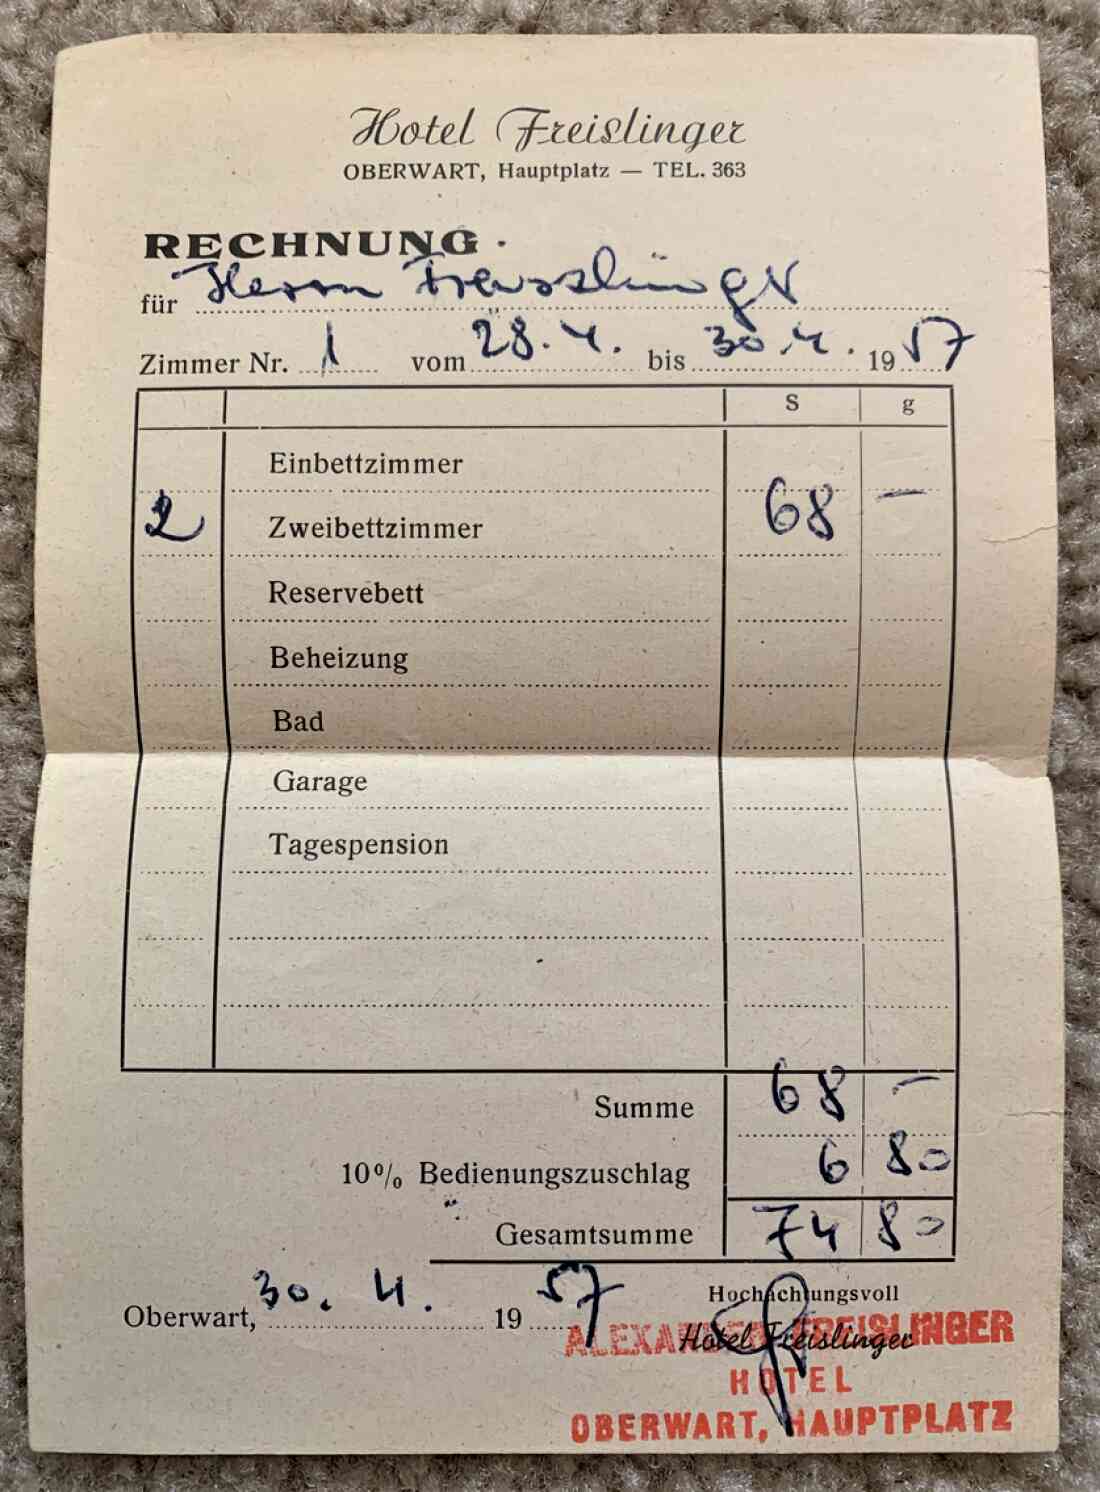 Hotel Freislinger
OBERWART, Hauptplatz — TEL. 363
RECHNUNG
für Herrn
Zimmer Nr. 1 vom 28. 4. bis 30. 4. 1957
S g
Einbettzimmer
2 Zweibettzimmer 68 —
Reservebett
Beheizung
Bad
Garage
Tagespension
Summe 68 —
10% Bedienungszuschlag 6 80
Gesamtsumme 74 80
Oberwart, 30. 4. 1957
Hochachtungsvoll
Hotel Freislinger
ALEXANDER FREISLINGER
HOTEL
OBERWART, HAUPTPLATZ